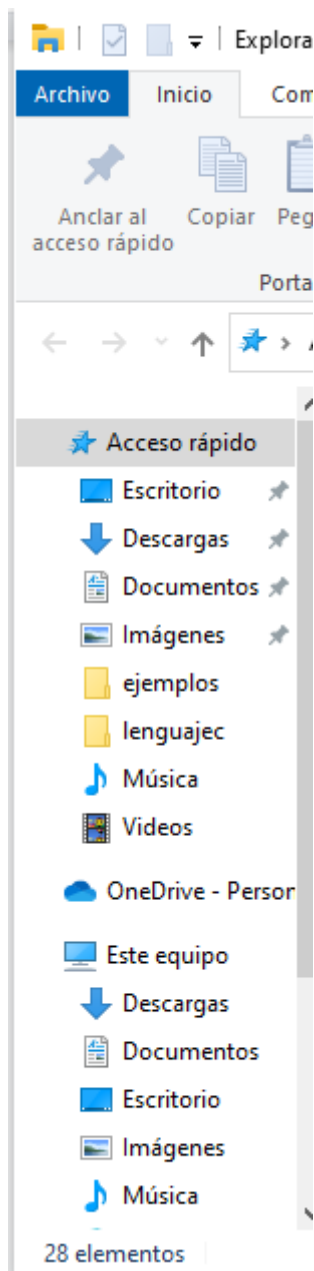 Explora
Archivo Inicio Com
Anclar al
acceso rápido
Copiar Peg
Porta
Acceso rápido
Escritorio
Descargas
Documentos
Imágenes
ejemplos
lenguajec
Música
Videos
OneDrive - Person
Este equipo
Descargas
Documentos
Escritorio
Imágenes
Música
28 elementos